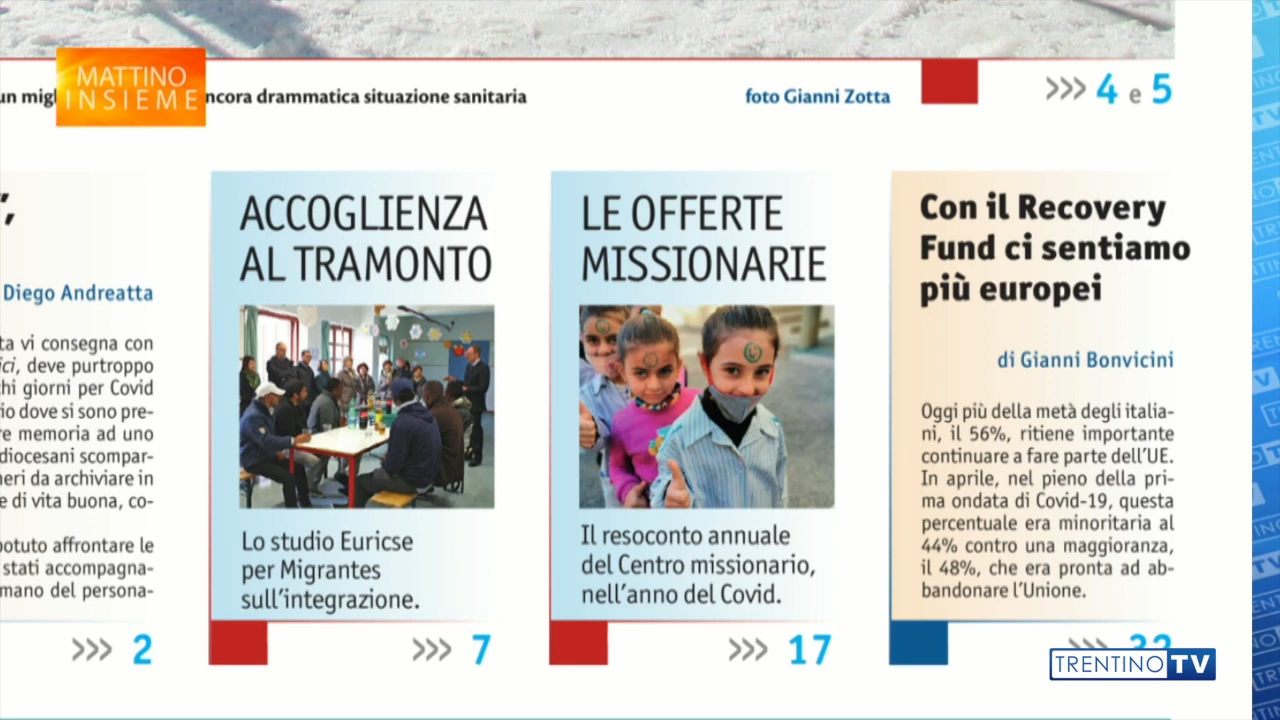 MATTINO
INSIEME
un migl
ncora drammatica situazione sanitaria
foto Gianni Zotta
>>> 4 e 5
”,
Diego Andreatta
ta vi consegna con
ici, deve purtroppo
chi giorni per Covid
io dove si sono pre-
re memoria ad uno
diocesani scompar-
neri da archiviare in
e di vita buona, co-
potuto affrontare le
stati accompagna-
mano del persona-
>>> 2
ACCOGLIENZA
AL TRAMONTO
Lo studio Euricse
per Migrantes
sull'integrazione.
>>> 7
LE OFFERTE
MISSIONARIE
Il resoconto annuale
del Centro missionario,
nell'anno del Covid.
>>> 17
Con il Recovery
Fund ci sentiamo
più europei
di Gianni Bonvicini
Oggi più della metà degli italia-
ni, il 56%, ritiene importante
continuare a fare parte dell'UE.
In aprile, nel pieno della pri-
ma ondata di Covid-19, questa
percentuale era minoritaria al
44% contro una maggioranza,
il 48%, che era pronta ad ab-
bandonare l'Unione.
>>> 32
TRENTINO TV